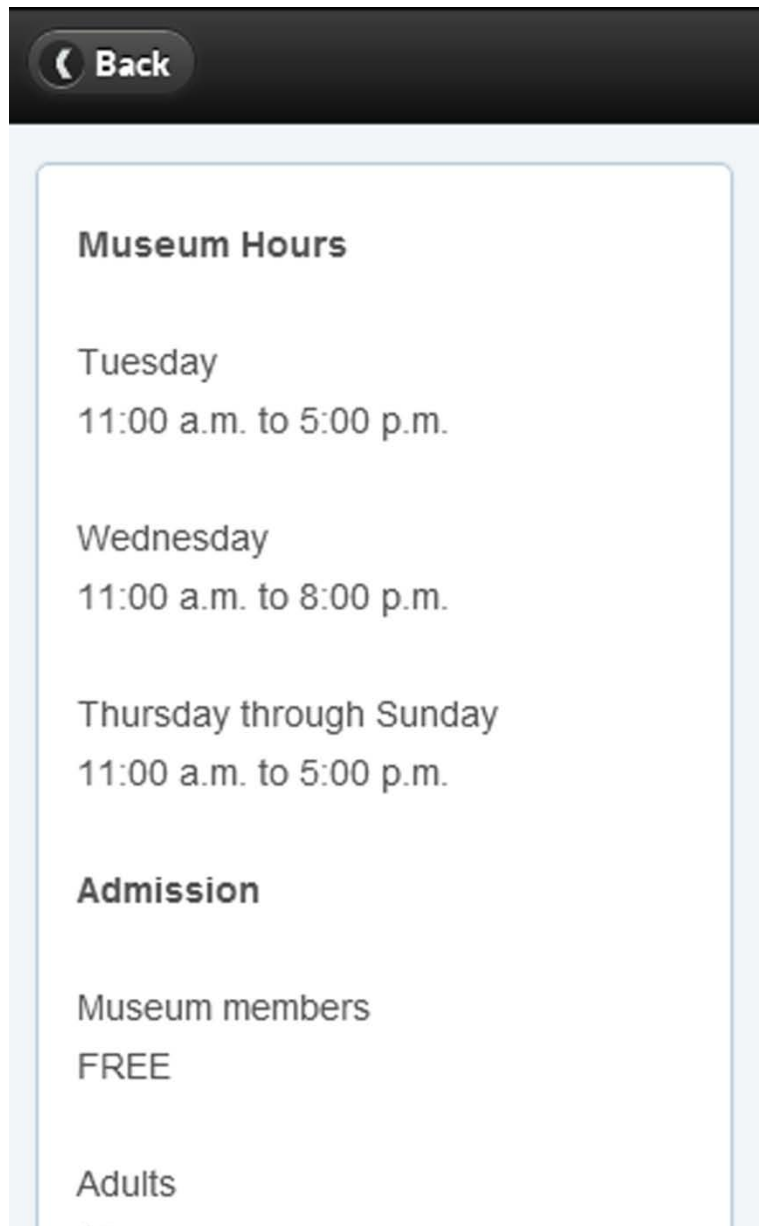 Back
Museum Hours
Tuesday
11:00 a.m. to 5:00 p.m.
Wednesday
11:00 a.m. to 8:00 p.m.
Thursday through Sunday
11:00 a.m. to 5:00 p.m.
Admission
Museum members
FREE
Adults